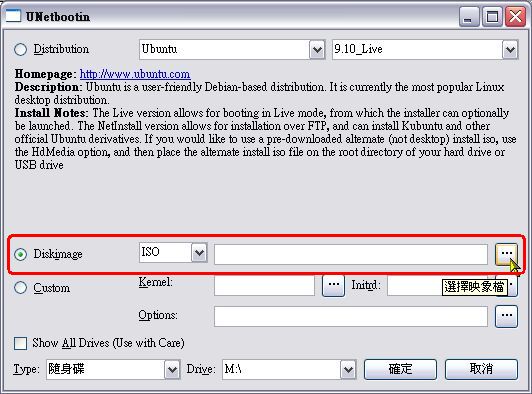 UNetbootin
Distribution Ubuntu 9.10_Live
Homepage: http://www.ubuntu.com
Description: Ubuntu is a user-friendly Debian-based distribution. It is currently the most popular Linux
desktop distribution.
Install Notes: The Live version allows for booting in Live mode, from which the installer can optionally
be launched. The NetInstall version allows for installation over FTP, and can install Kubuntu and other
official Ubuntu derivatives. If you would like to use a pre-downloaded alternate (not desktop) install iso, use
the HdMedia option, and then place the alternate install iso file on the root directory of your hard drive or
USB drive
Diskimage ISO ...
Custom Kernel: ... Initrd: ...
選擇映象檔
Options: ...
Show All Drives (Use with Care)
Type: 隨身碟 Drive: M:\ 確定 取消